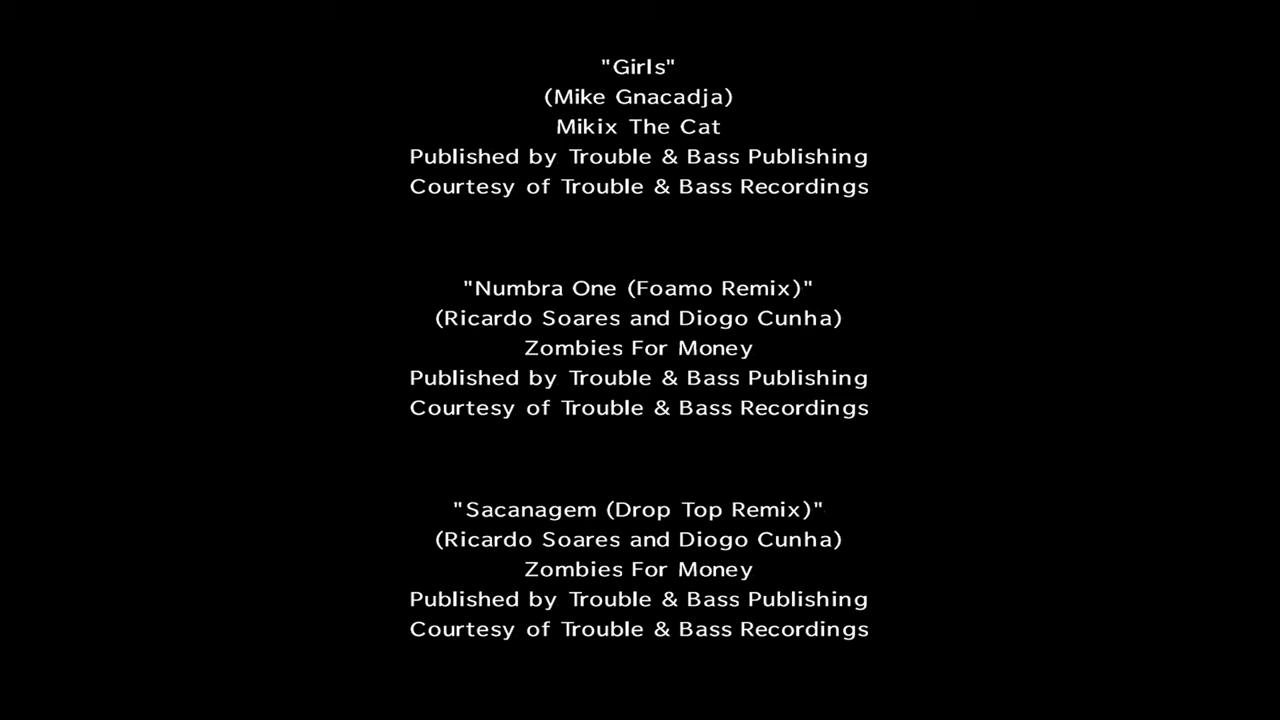 "Girls"
(Mike Gnacadja)
Mikix The Cat
Published by Trouble & Bass Publishing
Courtesy of Trouble & Bass Recordings
"Numbra One (Foamo Remix)"
(Ricardo Soares and Diogo Cunha)
Zombies For Money
Published by Trouble & Bass Publishing
Courtesy of Trouble & Bass Recordings
"Sacanagem (Drop Top Remix)"
(Ricardo Soares and Diogo Cunha)
Zombies For Money
Published by Trouble & Bass Publishing
Courtesy of Trouble & Bass Recordings